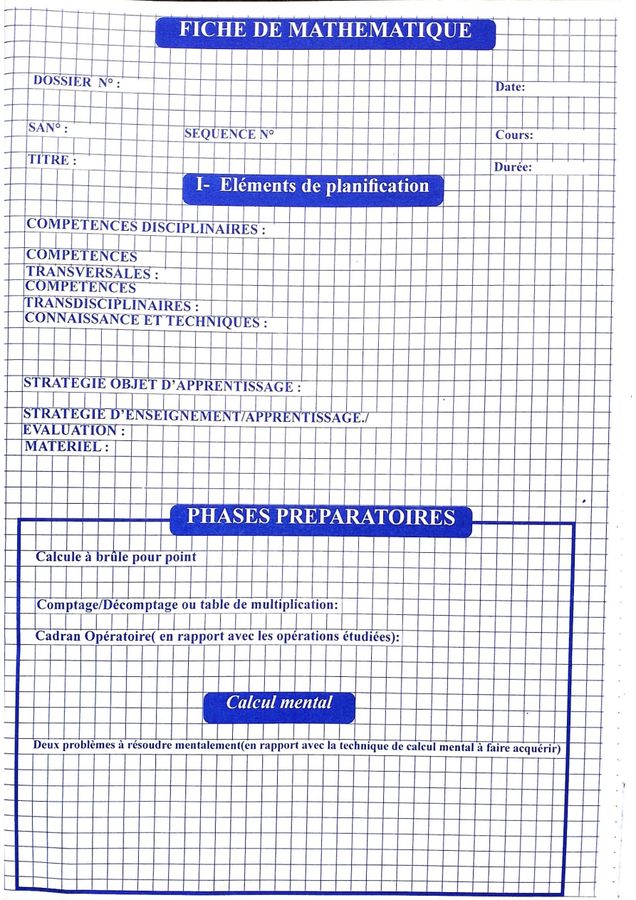 FICHE DE MATHEMATIQUE
DOSSIER N° :
Date:
SAN° :
SEQUENCE N°
Cours:
TITRE :
Durée:
I- Eléments de planification
COMPETENCES DISCIPLINAIRES :
COMPETENCES
TRANSVERSALES :
COMPETENCES
TRANSDISCIPLINAIRES :
CONNAISSANCE ET TECHNIQUES :
STRATEGIE OBJET D'APPRENTISSAGE :
STRATEGIE D'ENSEIGNEMENT/APPRENTISSAGE./
EVALUATION :
MATERIEL :
PHASES PREPARATOIRES
Calcule à brûle pour point
Comptage/Décomptage ou table de multiplication:
Cadran Opératoire( en rapport avec les opérations étudiées):
Calcul mental
Deux problèmes à résoudre mentalement(en rapport avec la technique de calcul mental à faire acquérir)